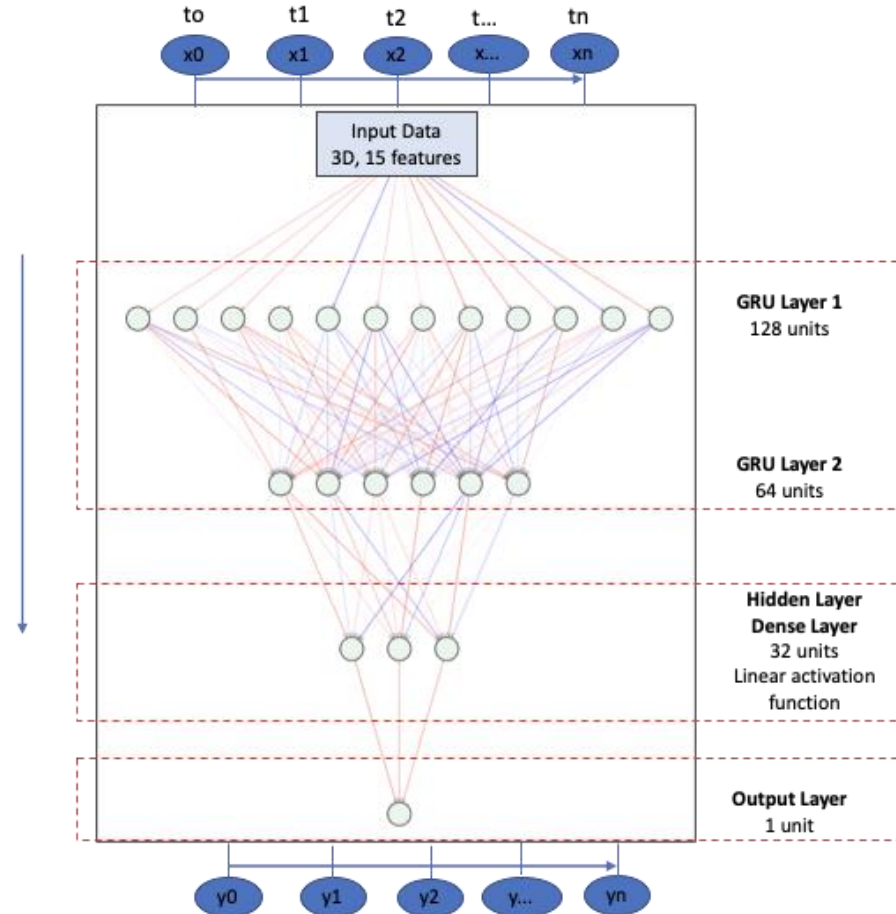 to t1 t2 t... tn
x0 x1 x2 x... xn
Input Data
3D, 15 features
GRU Layer 1
128 units
GRU Layer 2
64 units
Hidden Layer
Dense Layer
32 units
Linear activation
function
Output Layer
1 unit
y0 y1 y2 y... yn